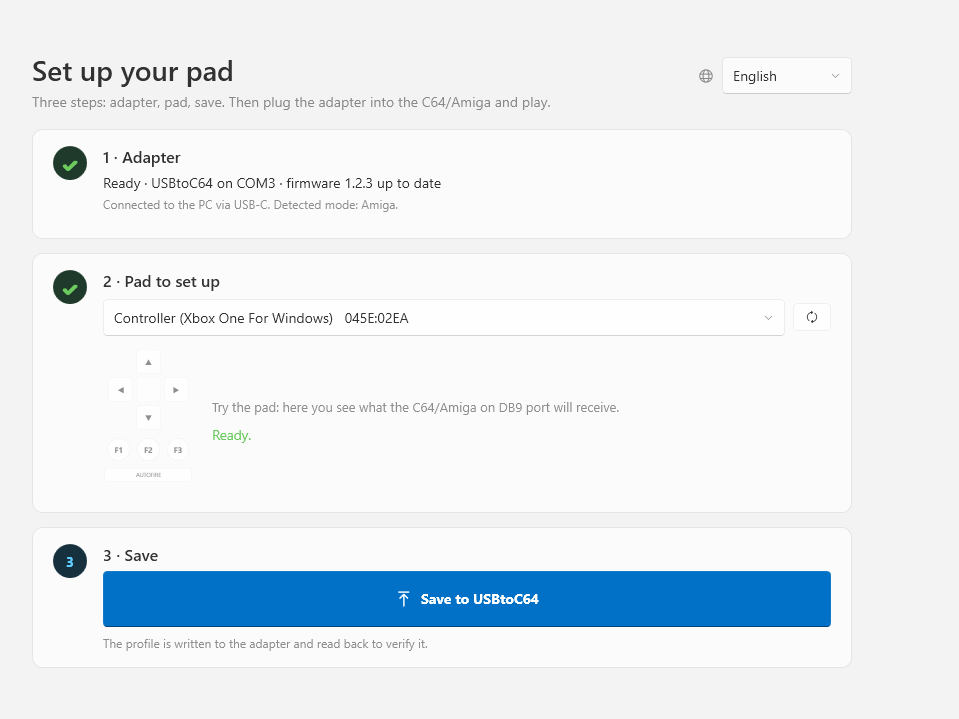 Set up your pad
English
Three steps: adapter, pad, save. Then plug the adapter into the C64/Amiga and play.
1 · Adapter
Ready · USBtoC64 on COM3 · firmware 1.2.3 up to date
Connected to the PC via USB-C. Detected mode: Amiga.
2 · Pad to set up
Controller (Xbox One For Windows) 045E:02EA
Try the pad: here you see what the C64/Amiga on DB9 port will receive.
Ready.
F1 F2 F3
AUTOFIRE
3
3 · Save
Save to USBtoC64
The profile is written to the adapter and read back to verify it.